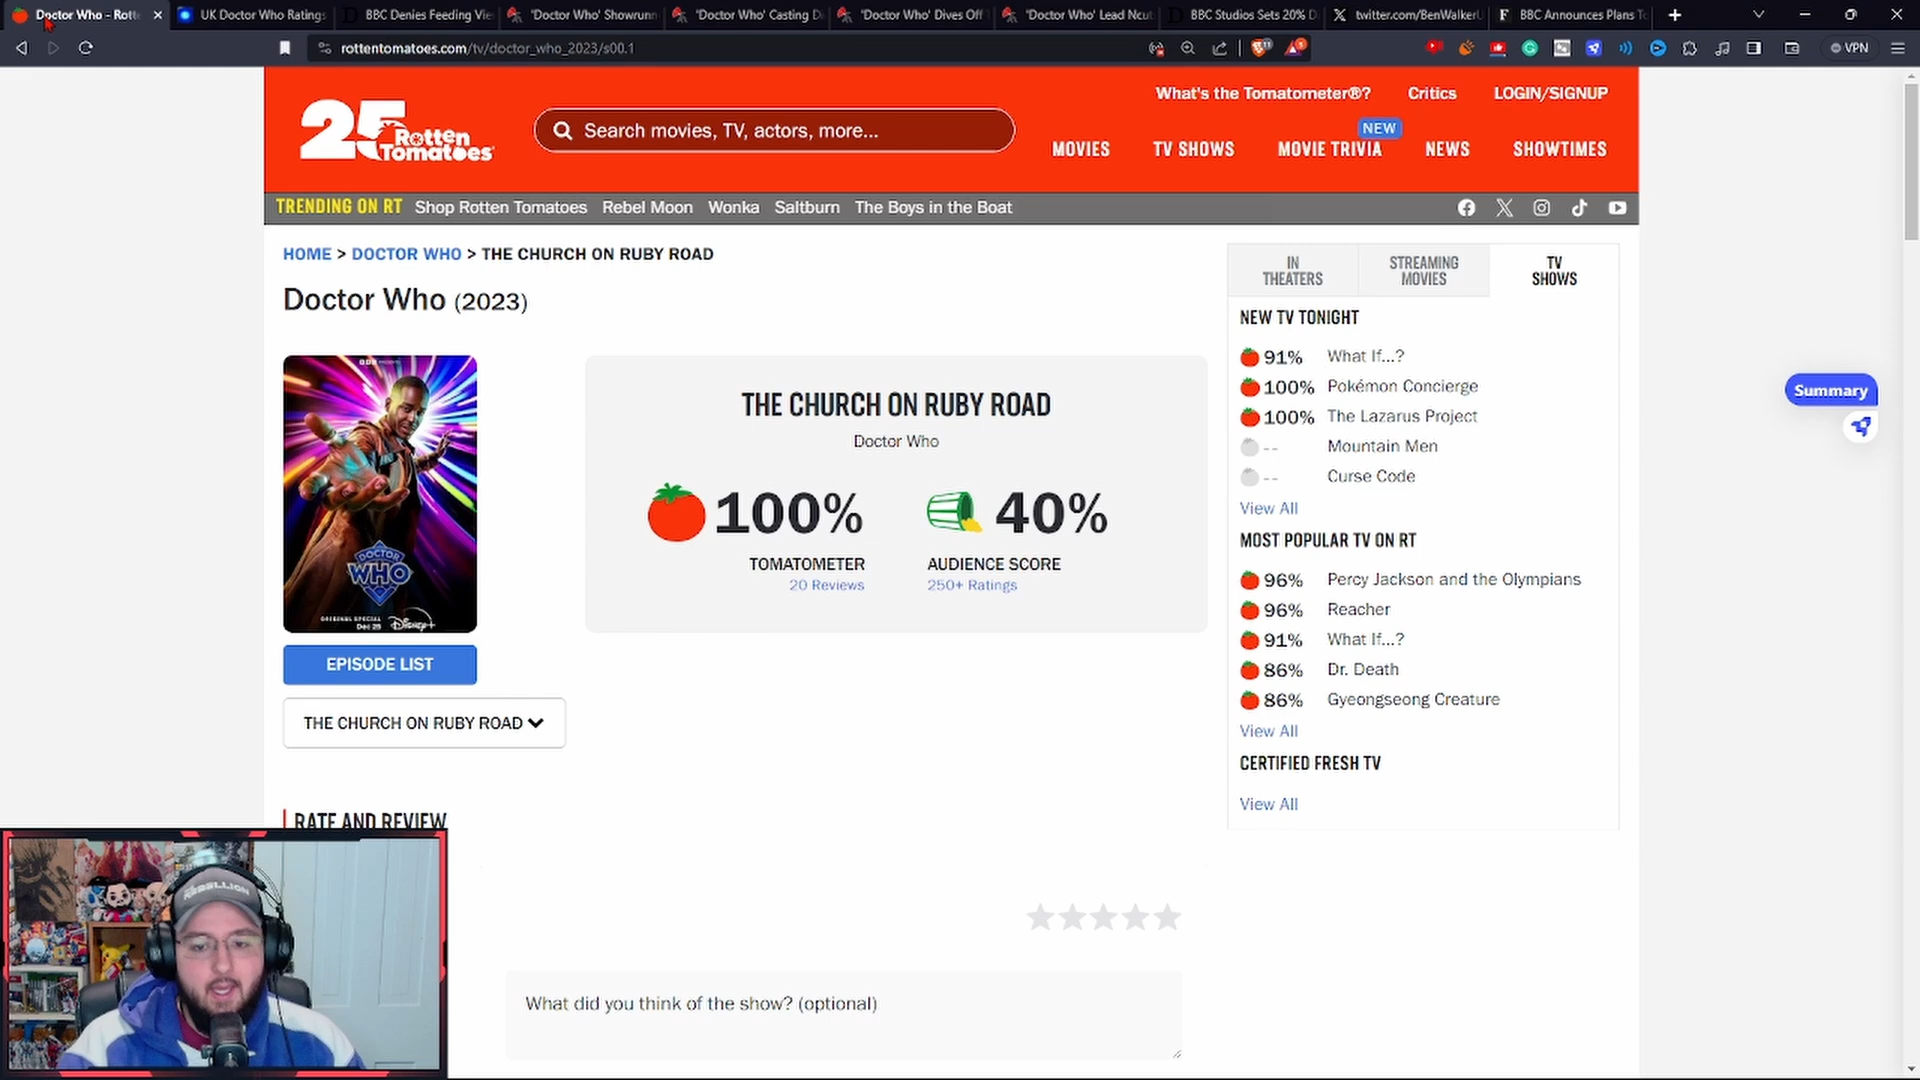 Doctor Who - Rott
UK Doctor Who Ratings
BBC Denies Feeding Vie
'Doctor Who' Showrunn
'Doctor Who' Casting Di
'Doctor Who' Dives Off
'Doctor Who' Lead Ncut
BBC Studios Sets 20% D
twitter.com/BenWalkerU
BBC Announces Plans To
rottentomatoes.com/tv/doctor_who_2023/s00.1
VPN
What's the Tomatometer®?
Critics
LOGIN/SIGNUP
25 Rotten Tomatoes
Search movies, TV, actors, more...
NEW
MOVIES
TV SHOWS
MOVIE TRIVIA
NEWS
SHOWTIMES
TRENDING ON RT
Shop Rotten Tomatoes
Rebel Moon
Wonka
Saltburn
The Boys in the Boat
HOME > DOCTOR WHO > THE CHURCH ON RUBY ROAD
Doctor Who (2023)
DOCTOR WHO
ORIGINAL SPECIAL
Dec 25
Disney+
EPISODE LIST
THE CHURCH ON RUBY ROAD
THE CHURCH ON RUBY ROAD
Doctor Who
100%
TOMATOMETER
20 Reviews
40%
AUDIENCE SCORE
250+ Ratings
RATE AND REVIEW
What did you think of the show? (optional)
IN THEATERS
STREAMING MOVIES
TV SHOWS
NEW TV TONIGHT
91% What If...?
100% Pokémon Concierge
100% The Lazarus Project
-- Mountain Men
-- Curse Code
View All
MOST POPULAR TV ON RT
96% Percy Jackson and the Olympians
96% Reacher
91% What If...?
86% Dr. Death
86% Gyeongseong Creature
View All
CERTIFIED FRESH TV
View All
Summary
REBELLION